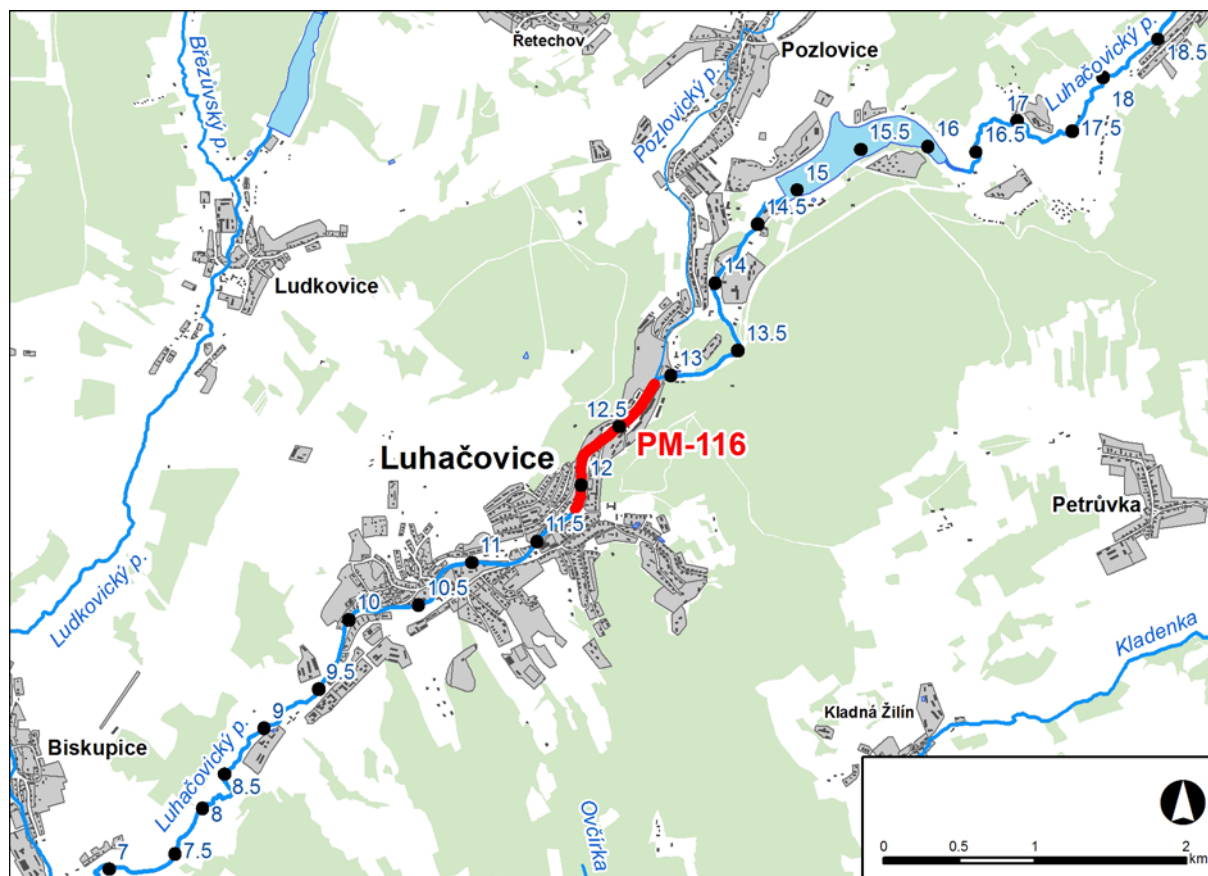 Řetechov
Pozlovice
Březůvský p.
Pozlovický p.
Luhačovický p.
18.5
18
17.5
17
16.5
16
15.5
15
14.5
14
13.5
13
Ludkovice
12.5
PM-116
Luhačovice
12
Petrůvka
11.5
11
10.5
10
Ludkovický p.
Kladenka
9.5
9
Kladná Žilín
Biskupice
Luhačovický p.
8.5
8
7.5
7
Ovčírka
0 0.5 1 2
km